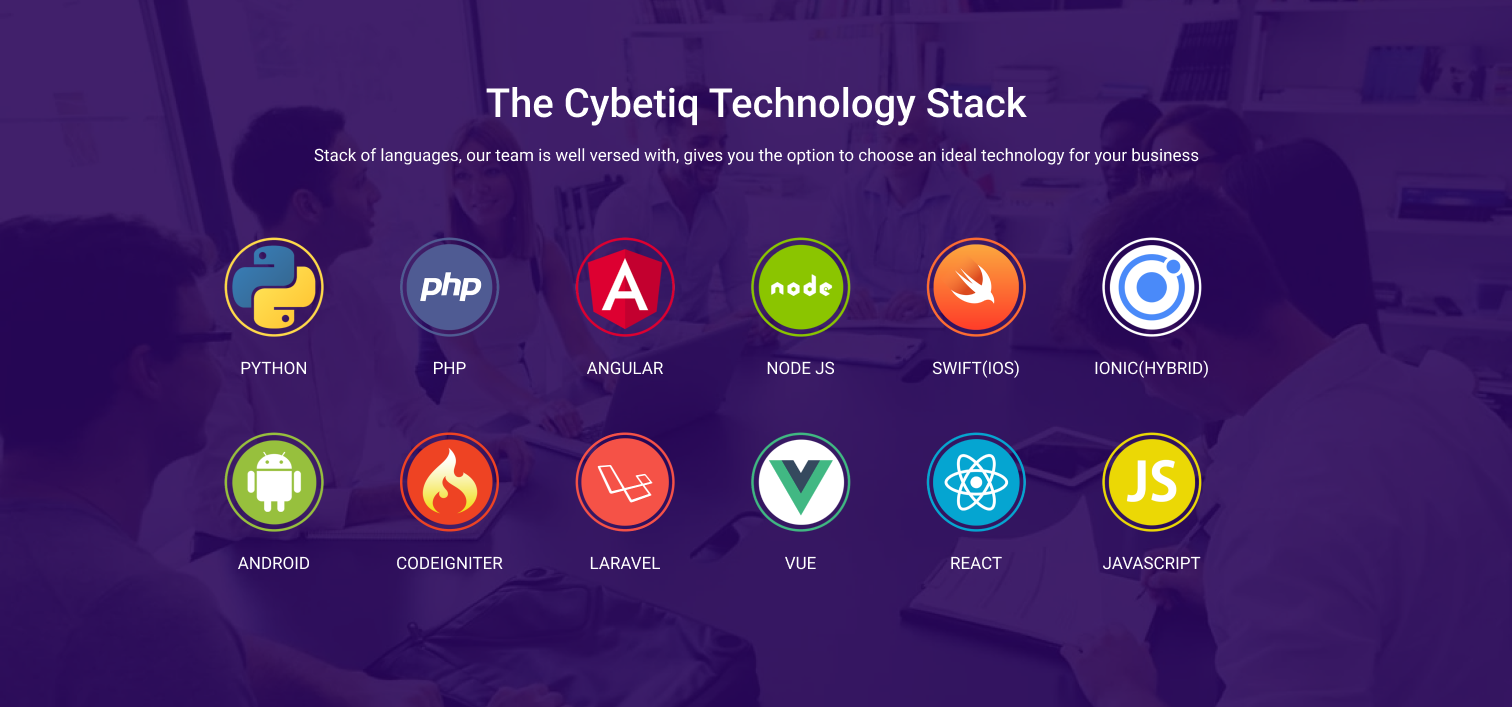 The Cybetiq Technology Stack
Stack of languages, our team is well versed with, gives you the option to choose an ideal technology for your business
php
A
node
PYTHON
PHP
ANGULAR
NODE JS
SWIFT(IOS)
IONIC(HYBRID)
JS
ANDROID
CODEIGNITER
LARAVEL
VUE
REACT
JAVASCRIPT